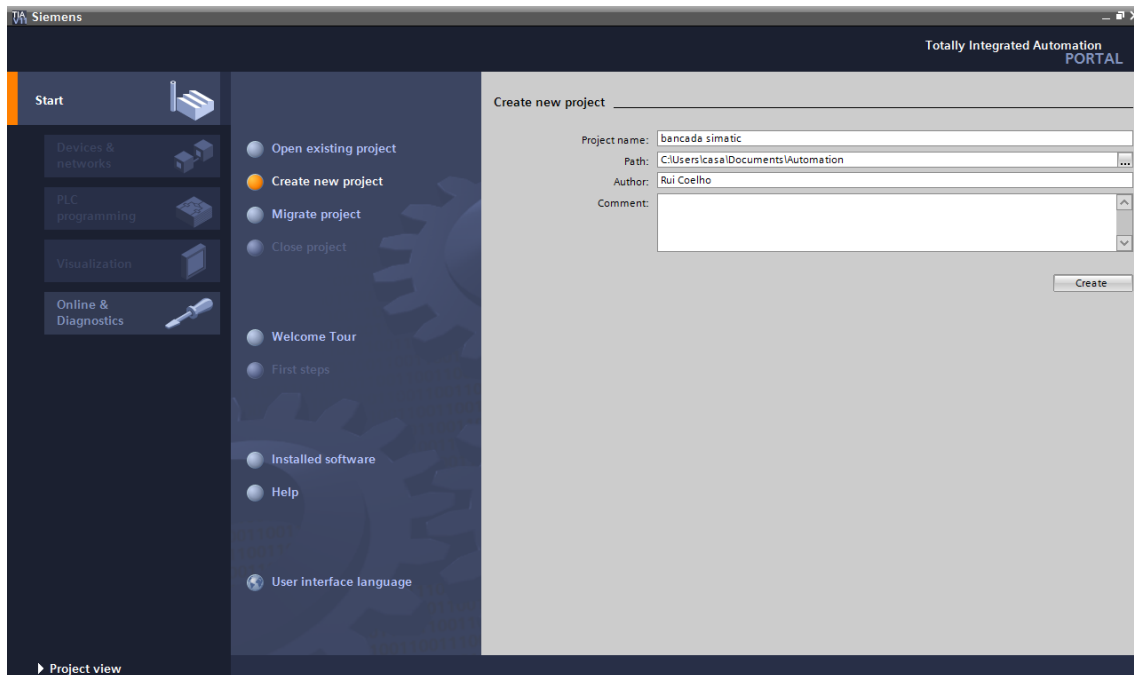 Siemens
Totally Integrated Automation
PORTAL
Start
Devices &
networks
PLC
programming
Visualization
Online &
Diagnostics
Open existing project
Create new project
Migrate project
Close project
Welcome Tour
First steps
Installed software
Help
User interface language
Create new project
Project name: bancada simatic
Path: C:\Users\casa\Documents\Automation
...
Author: Rui Coelho
Comment:
Create
Project view